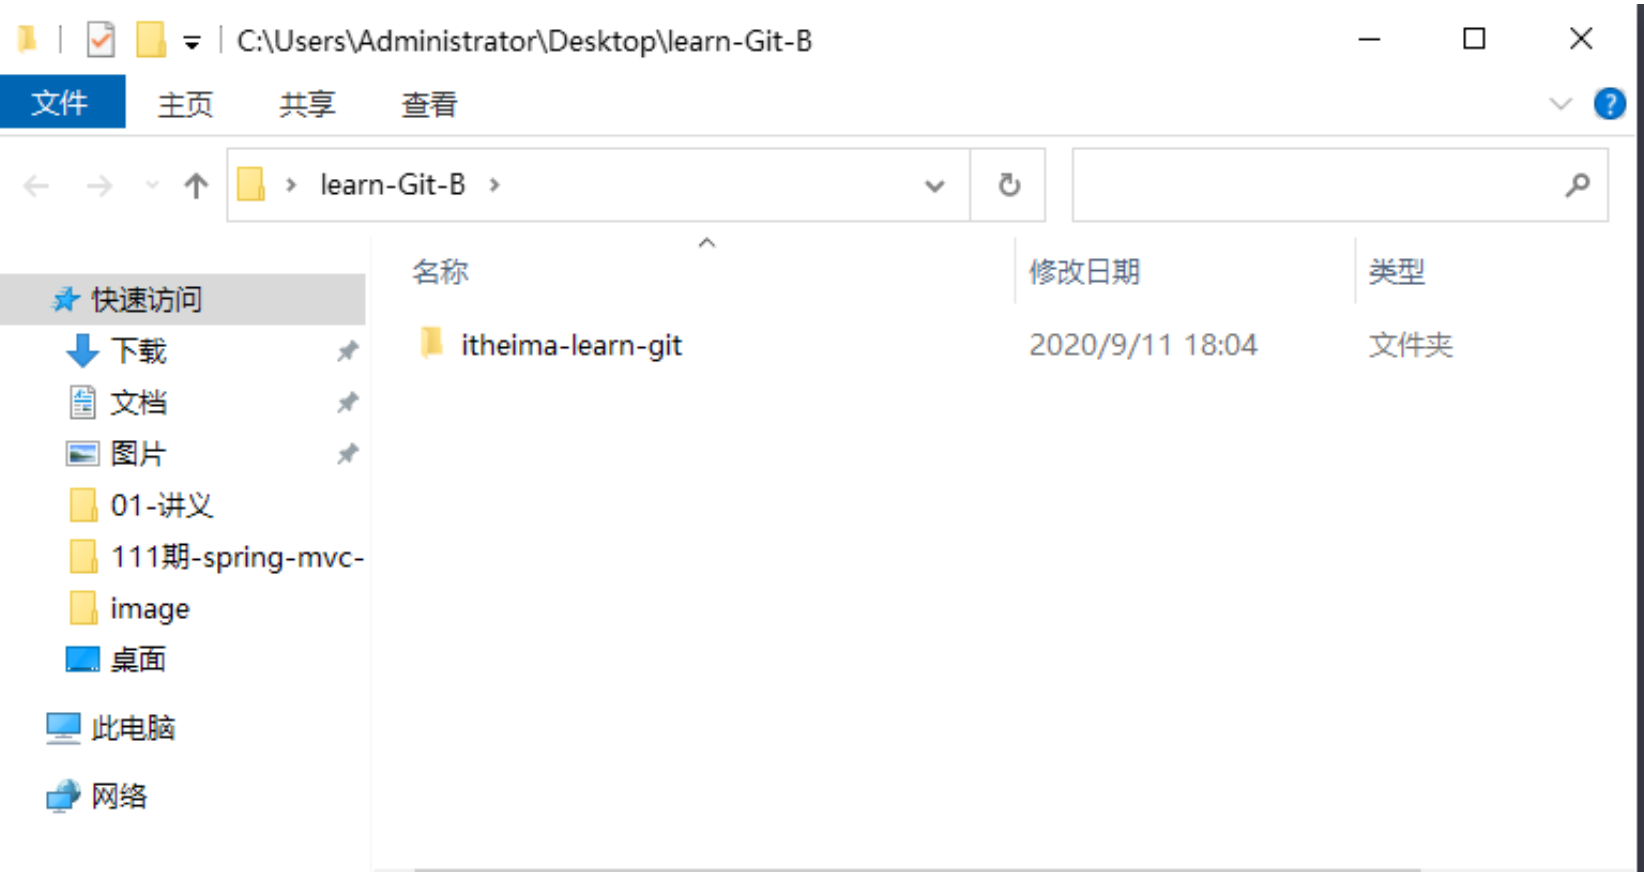 C:\Users\Administrator\Desktop\learn-Git-B
文件 主页 共享 查看
learn-Git-B
名称 修改日期 类型
快速访问
itheima-learn-git 2020/9/11 18:04 文件夹
下载
文档
图片
01-讲义
111期-spring-mvc-
image
桌面
此电脑
网络